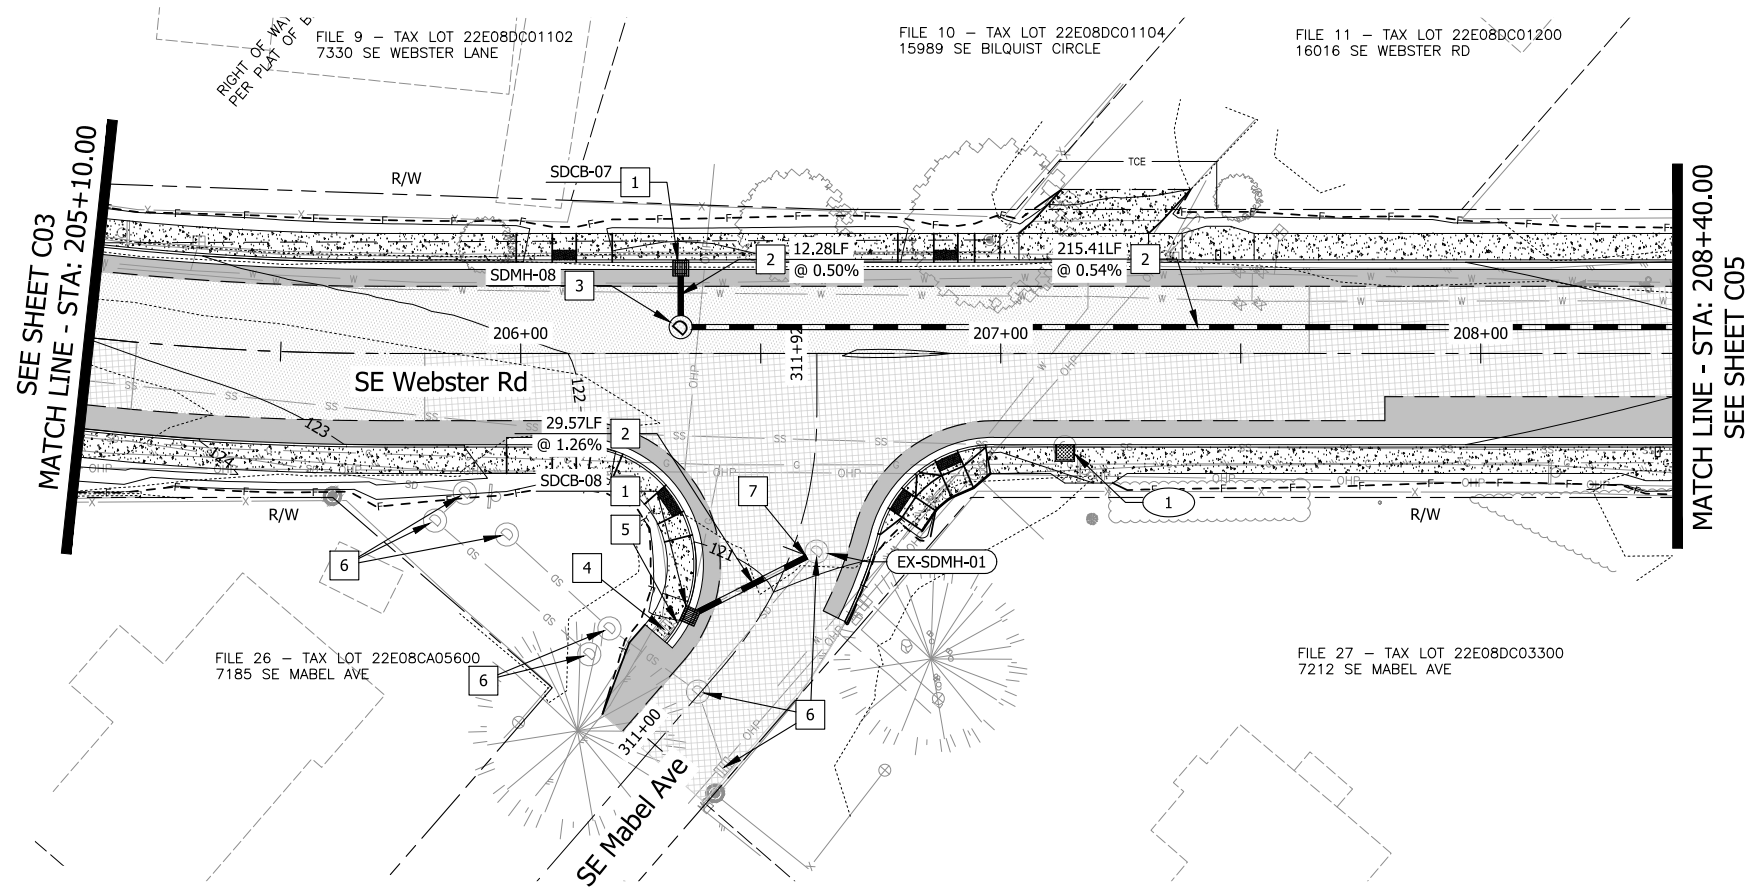 RIGHT OF WAY
PER PLAT OF
FILE 9 – TAX LOT 22E08DC01102
7330 SE WEBSTER LANE
FILE 10 – TAX LOT 22E08DC01104
15989 SE BILQUIST CIRCLE
FILE 11 – TAX LOT 22E08DC01200
16016 SE WEBSTER RD
SEE SHEET C03
MATCH LINE - STA: 205+10.00
MATCH LINE - STA: 208+40.00
SEE SHEET C05
R/W
SDCB-07
1
TCE
2
12.28LF
@ 0.50%
215.41LF
@ 0.54%
2
SDMH-08
3
206+00
311+92
207+00
208+00
SE Webster Rd
122
123
124
29.57LF
@ 1.26%
2
SDCB-08
1
5
4
7
121
EX-SDMH-01
1
R/W
R/W
6
6
6
FILE 26 – TAX LOT 22E08CA05600
7185 SE MABEL AVE
FILE 27 – TAX LOT 22E08DC03300
7212 SE MABEL AVE
311+00
SE Mabel Ave